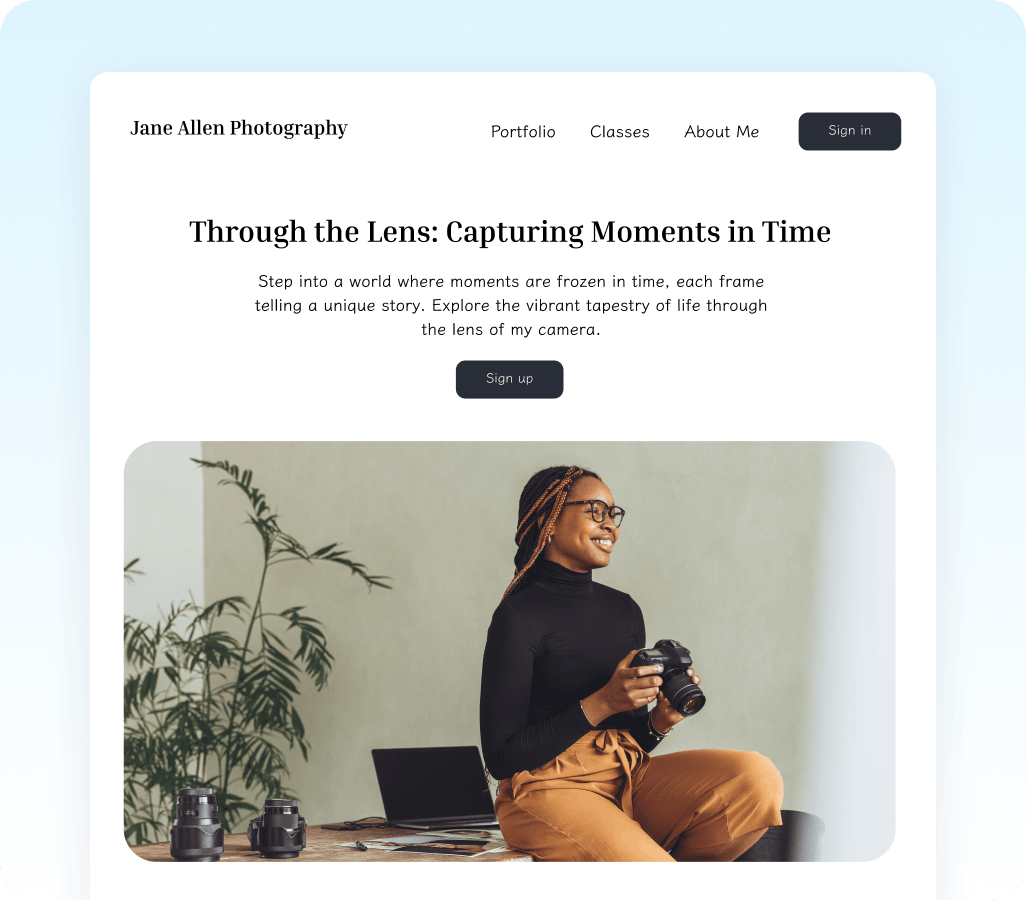 Jane Allen Photography
Portfolio
Classes
About Me
Sign in
Through the Lens: Capturing Moments in Time
Step into a world where moments are frozen in time, each frame
telling a unique story. Explore the vibrant tapestry of life through
the lens of my camera.
Sign up